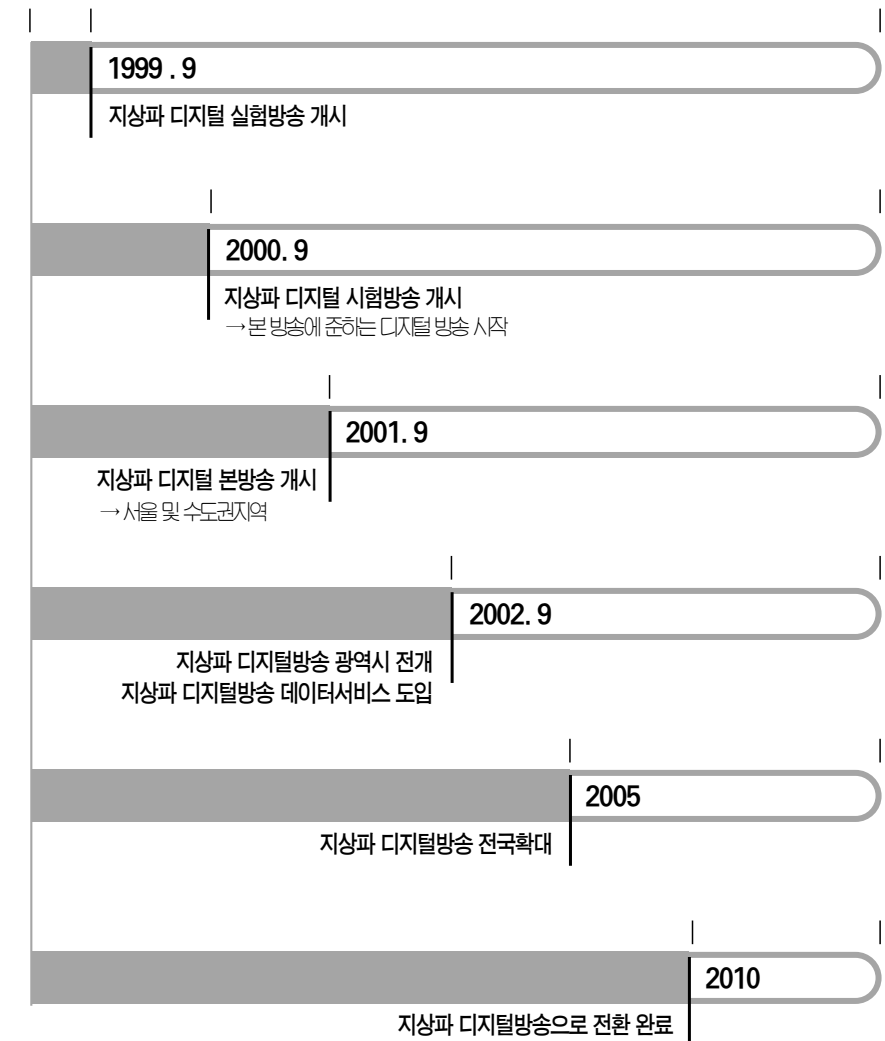 1999 . 9
지상파 디지털 실험방송 개시
2000. 9
지상파 디지털 시험방송 개시
→ 본 방송에 준하는 디지털 방송 시작
2001. 9
지상파 디지털 본방송 개시
→ 서울 및 수도권지역
2002. 9
지상파 디지털방송 광역시 전개
지상파 디지털방송 데이터서비스 도입
2005
지상파 디지털방송 전국확대
2010
지상파 디지털방송으로 전환 완료